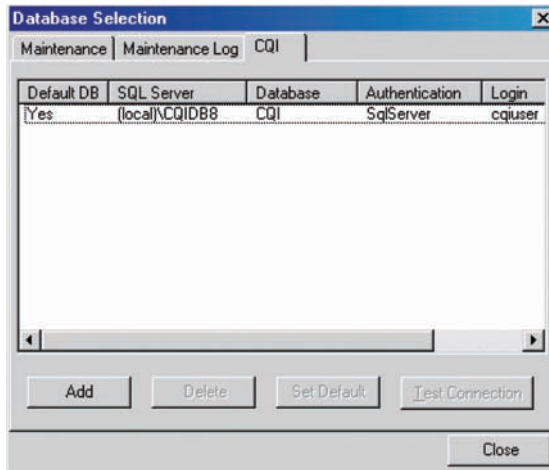 Database Selection
Maintenance Maintenance Log CQI
Default DB SQL Server Database Authentication Login
Yes (local)\CQIDB8 CQI SqlServer cqiuser
Add Delete Set Default Test Connection
Close